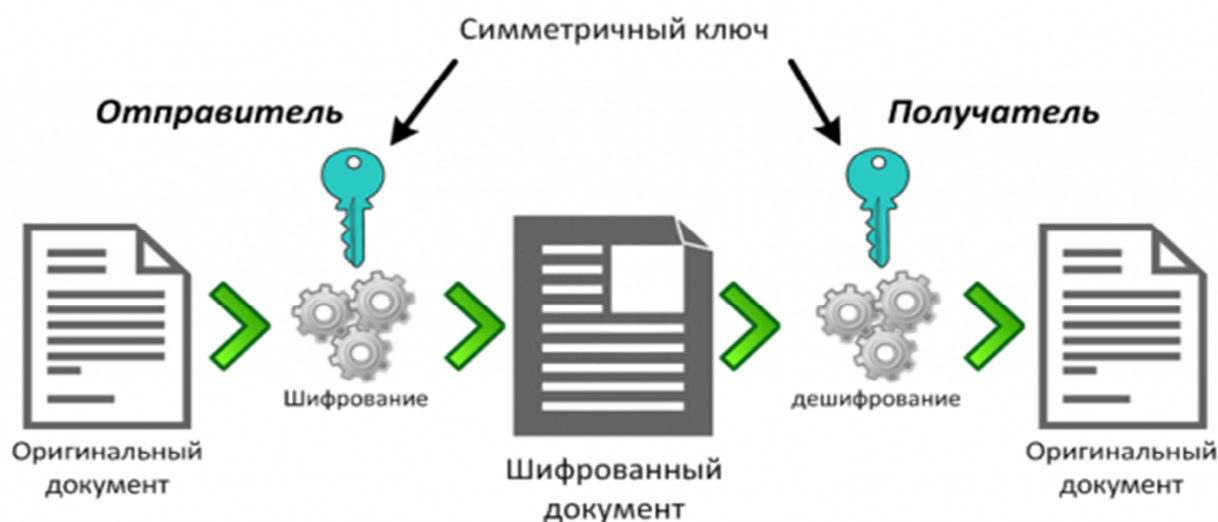 Симметричный ключ
Отправитель
Получатель
Шифрование
дешифрование
Оригинальный
документ
Шифрованный
документ
Оригинальный
документ